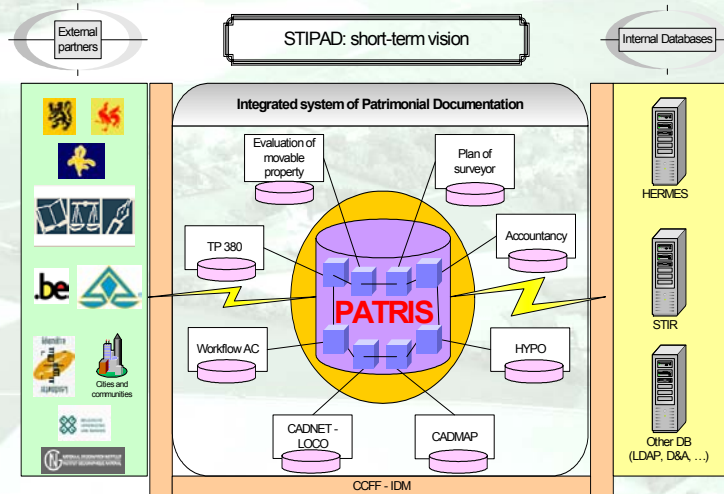 External
partners
STIPAD: short-term vision
Internal Databases
Integrated system of Patrimonial Documentation
Evaluation of
movable
property
Plan of
surveyor
TP 380
Accountancy
PATRIS
Workflow AC
HYPO
CADNET -
LOCO
CADMAP
CCFF - IDM
.be
Cities and
communities
HERMES
STIR
Other DB
(LDAP, D&A, ...)